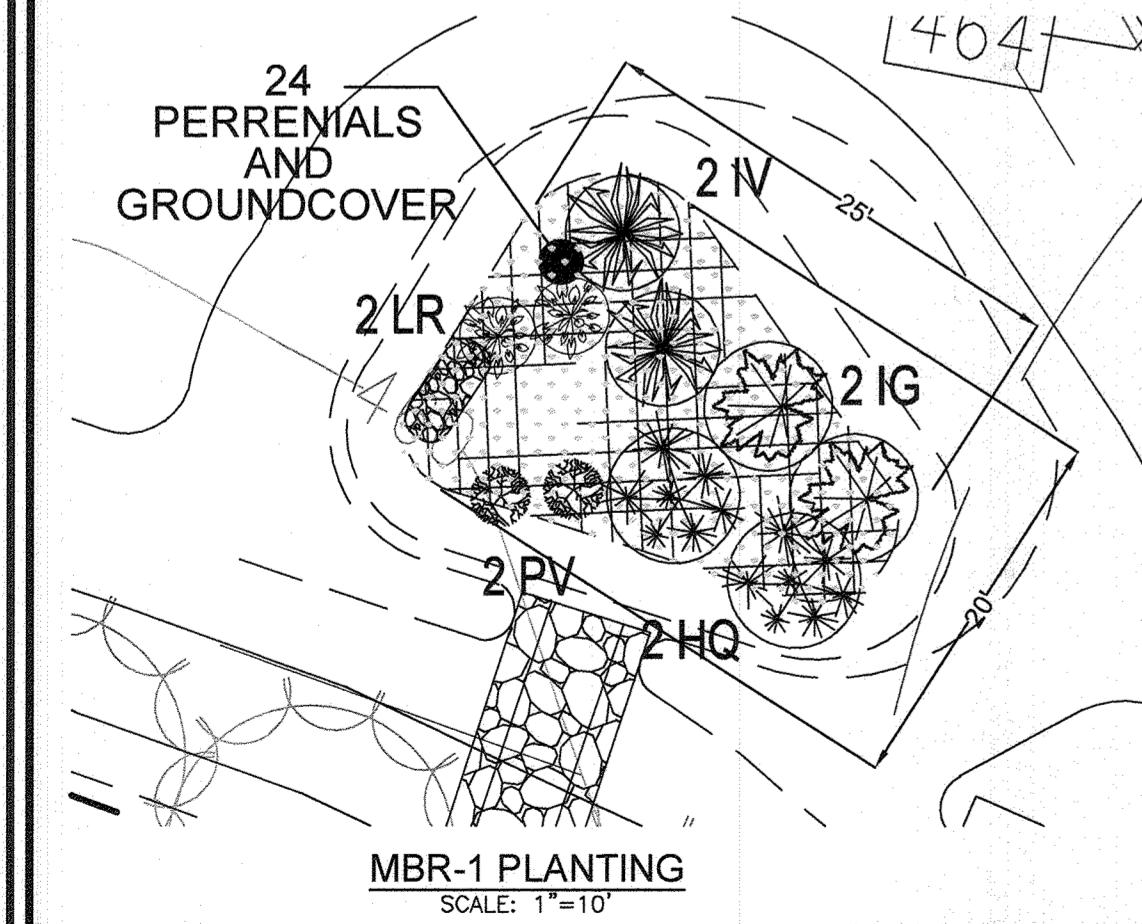 464
24
PERRENIALS
AND
GROUNDCOVER
2 IV
25'
2 LR
2 IG
2 PV
20'
2 HQ
MBR-1 PLANTING
SCALE: 1"=10'